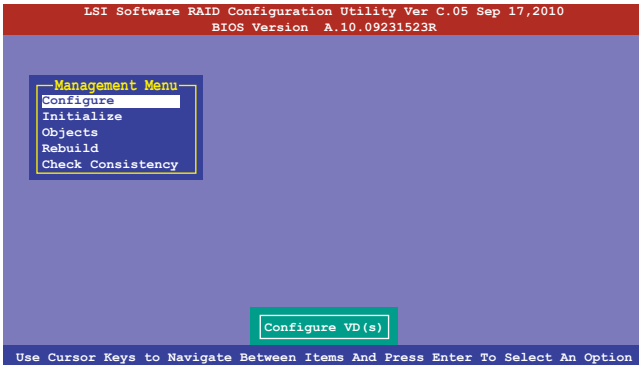 LSI Software RAID Configuration Utility Ver C.05 Sep 17,2010
BIOS Version A.10.09231523R
Management Menu
Configure
Initialize
Objects
Rebuild
Check Consistency
Configure VD(s)
Use Cursor Keys to Navigate Between Items And Press Enter To Select An Option